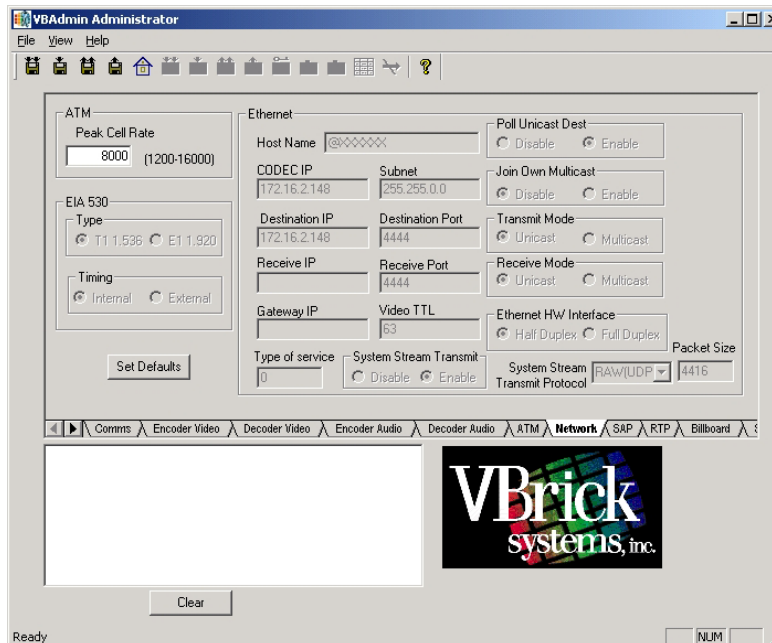 VBAdmin Administrator
File View Help
ATM
Peak Cell Rate
8000 (1200-16000)
EIA 530
Type
T1 1.536 E1 1.920
Timing
Internal External
Set Defaults
Ethernet
Host Name @XXXXXX
CODEC IP Subnet
172.16.2.148 255.255.0.0
Destination IP Destination Port
172.16.2.148 4444
Receive IP Receive Port
4444
Gateway IP Video TTL
63
Type of service
0
System Stream Transmit
Disable Enable
Poll Unicast Dest
Disable Enable
Join Own Multicast
Disable Enable
Transmit Mode
Unicast Multicast
Receive Mode
Unicast Multicast
Ethernet HW Interface
Half Duplex Full Duplex
System Stream
Transmit Protocol
RAW(UDP
Packet Size
4416
Comms Encoder Video Decoder Video Encoder Audio Decoder Audio ATM Network SAP RTP Billboard
VBrick
systems, inc.
Clear
Ready NUM